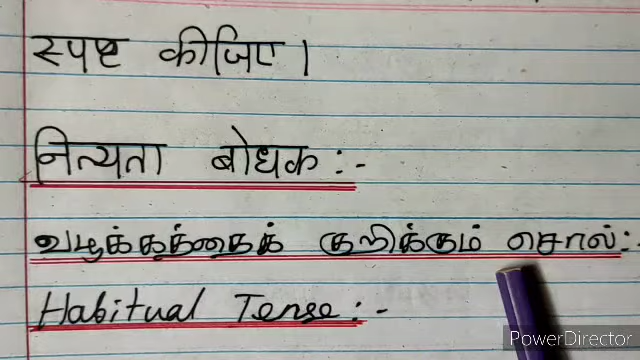 स्पष्ट कीजिए।
नित्यता बोधक:-
வழக்கத்தைக் குறிக்கும் சொல்:-
Habitual Tense:-
PowerDirector